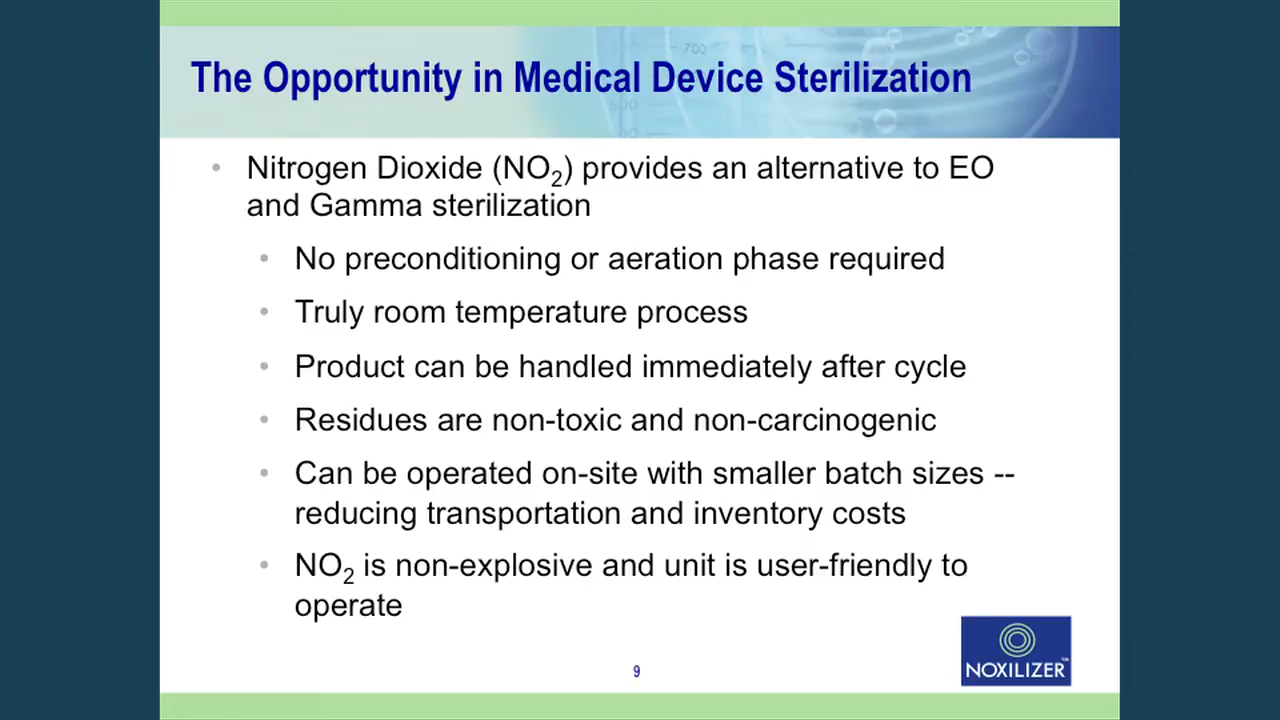 The Opportunity in Medical Device Sterilization
700
• Nitrogen Dioxide (NO₂) provides an alternative to EO
and Gamma sterilization
• No preconditioning or aeration phase required
• Truly room temperature process
• Product can be handled immediately after cycle
• Residues are non-toxic and non-carcinogenic
• Can be operated on-site with smaller batch sizes --
reducing transportation and inventory costs
• NO₂ is non-explosive and unit is user-friendly to
operate
NOXILIZER™
9